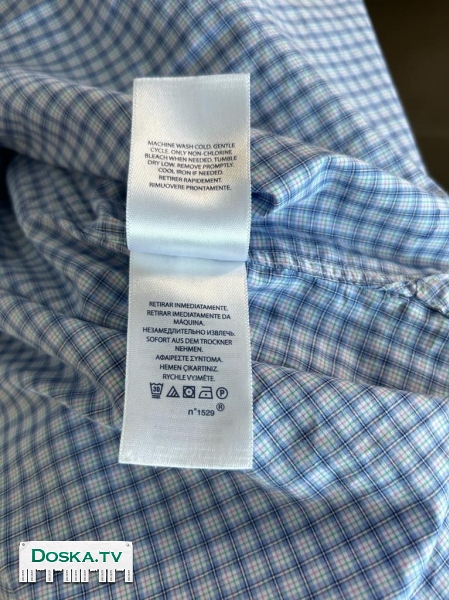 MACHINE WASH COLD, GENTLE
CYCLE. ONLY NON-CHLORINE
BLEACH WHEN NEEDED. TUMBLE
DRY LOW. REMOVE PROMPTLY.
COOL IRON IF NEEDED.
RETIRER RAPIDEMENT.
RIMUOVERE PRONTAMENTE.
RETIRAR INMEDIATAMENTE.
RETIRAR IMEDIATAMENTE DA
MÁQUINA.
НЕЗАМЕДЛИТЕЛЬНО ИЗВЛЕЧЬ.
SOFORT AUS DEM TROCKNER
NEHMEN.
ΑΦΑΙΡΕΣΤΕ ΣΥΝΤΟΜΑ.
HEMEN ÇIKARTINIZ.
RYCHLE VYJMĚTE.
30 P
n°1529 ®
DOSKA.TV